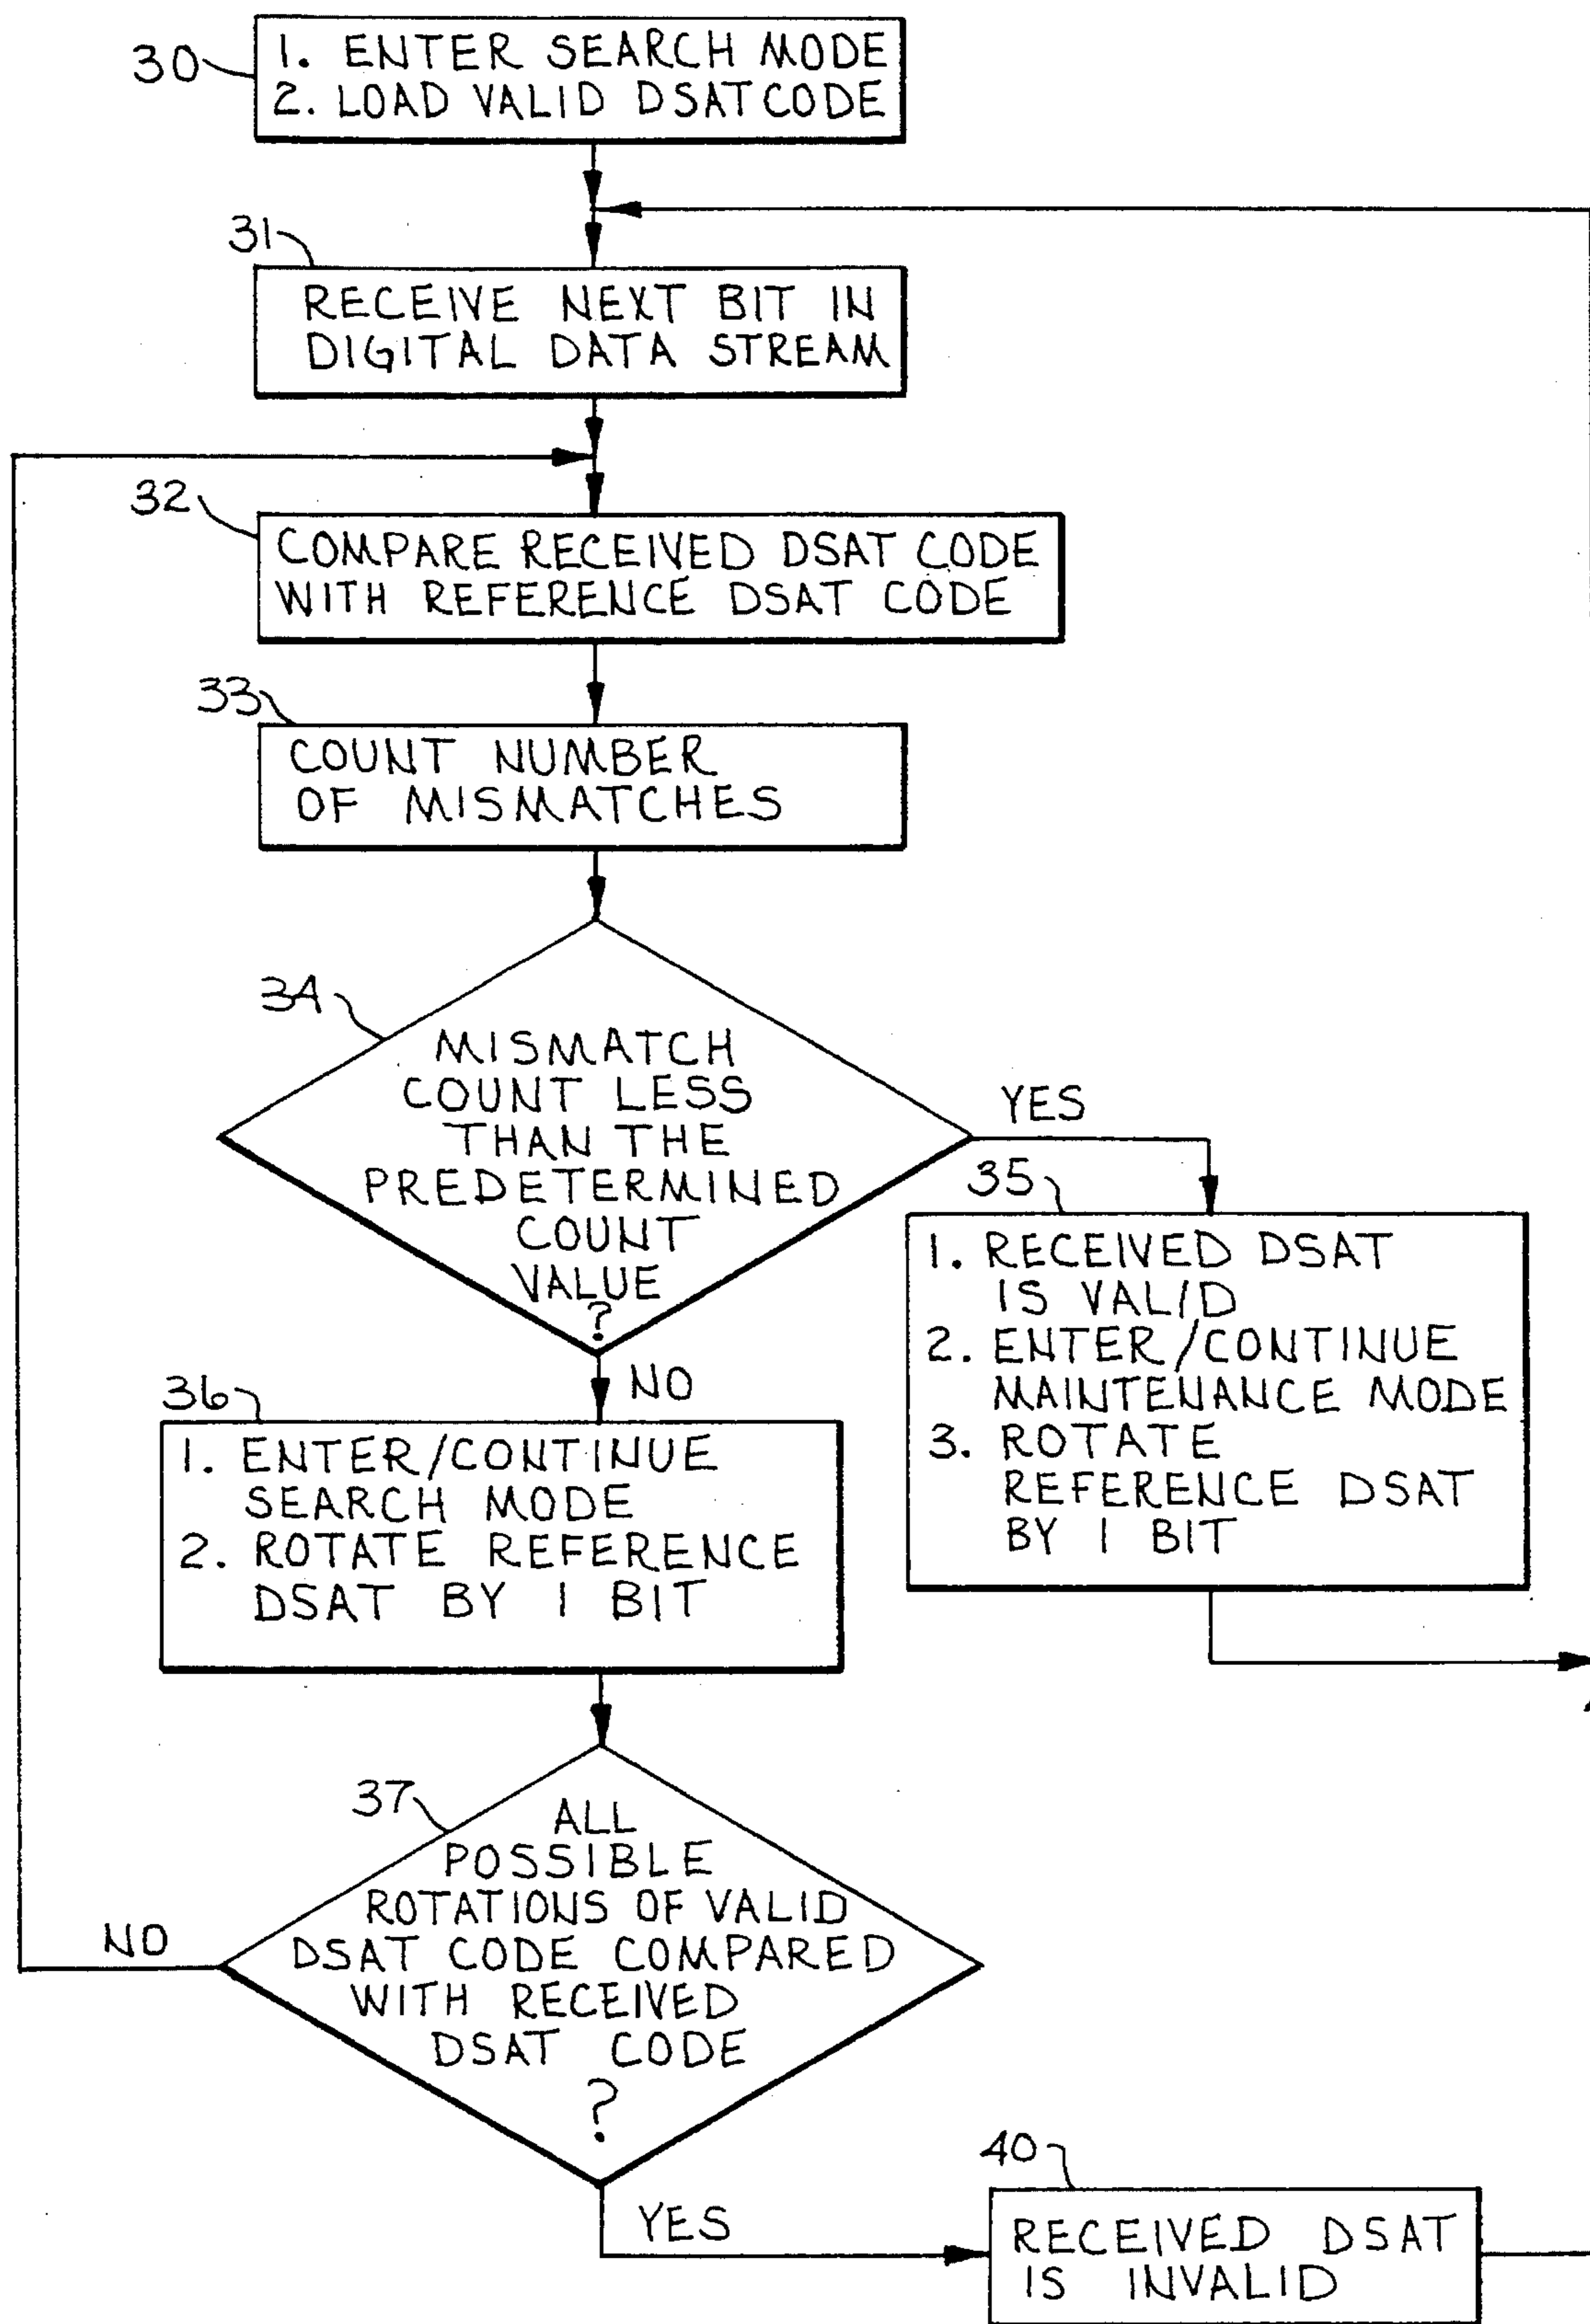 30
1. ENTER SEARCH MODE
2. LOAD VALID DSAT CODE
31
RECEIVE NEXT BIT IN
DIGITAL DATA STREAM
32
COMPARE RECEIVED DSAT CODE
WITH REFERENCE DSAT CODE
33
COUNT NUMBER
OF MISMATCHES
34
MISMATCH
COUNT LESS
THAN THE
PREDETERMINED
COUNT
VALUE
?
YES
35
1. RECEIVED DSAT
IS VALID
2. ENTER/CONTINUE
MAINTENANCE MODE
3. ROTATE
REFERENCE DSAT
BY 1 BIT
NO
36
1. ENTER/CONTINUE
SEARCH MODE
2. ROTATE REFERENCE
DSAT BY 1 BIT
37
ALL
POSSIBLE
ROTATIONS OF VALID
DSAT CODE COMPARED
WITH RECEIVED
DSAT CODE
?
NO
YES
40
RECEIVED DSAT
IS INVALID